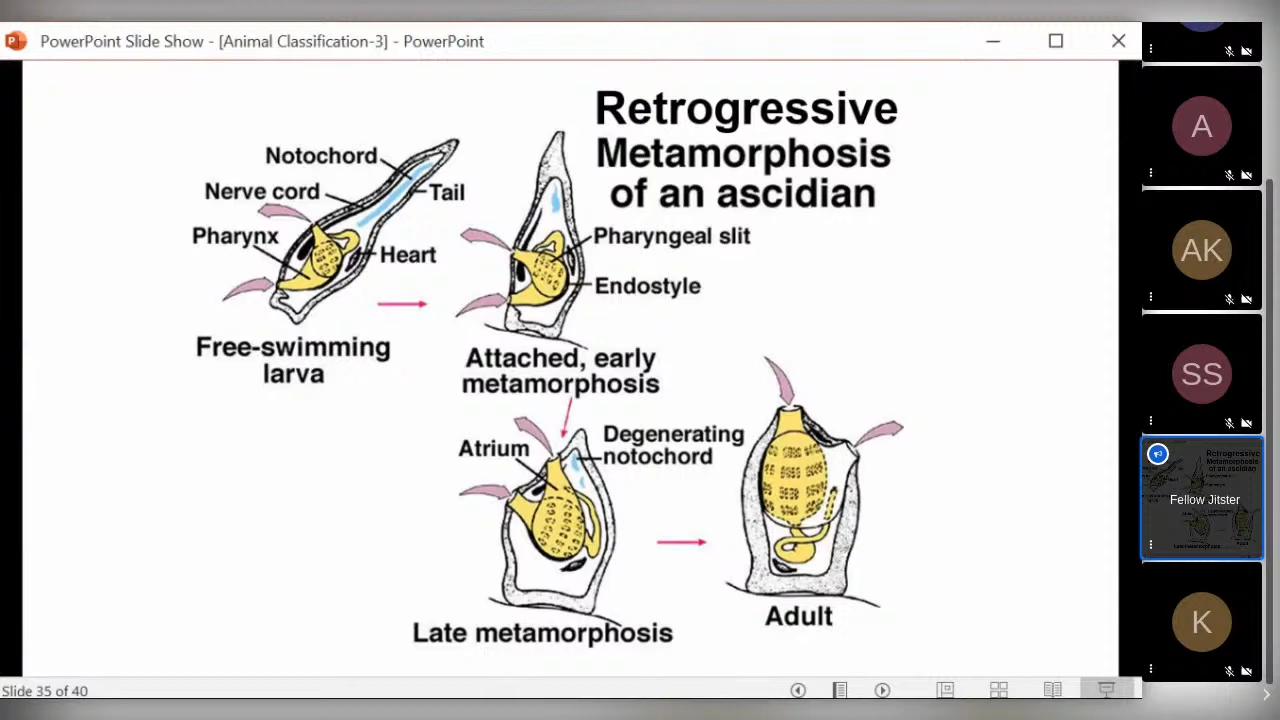 PowerPoint Slide Show - [Animal Classification-3] - PowerPoint
Retrogressive
Metamorphosis
of an ascidian
Notochord
Nerve cord
Tail
Pharynx
Heart
Pharyngeal slit
Endostyle
Free-swimming
larva
Attached, early
metamorphosis
Atrium
Degenerating
notochord
Late metamorphosis
Adult
Slide 35 of 40
A
AK
SS
Fellow Jitster
K